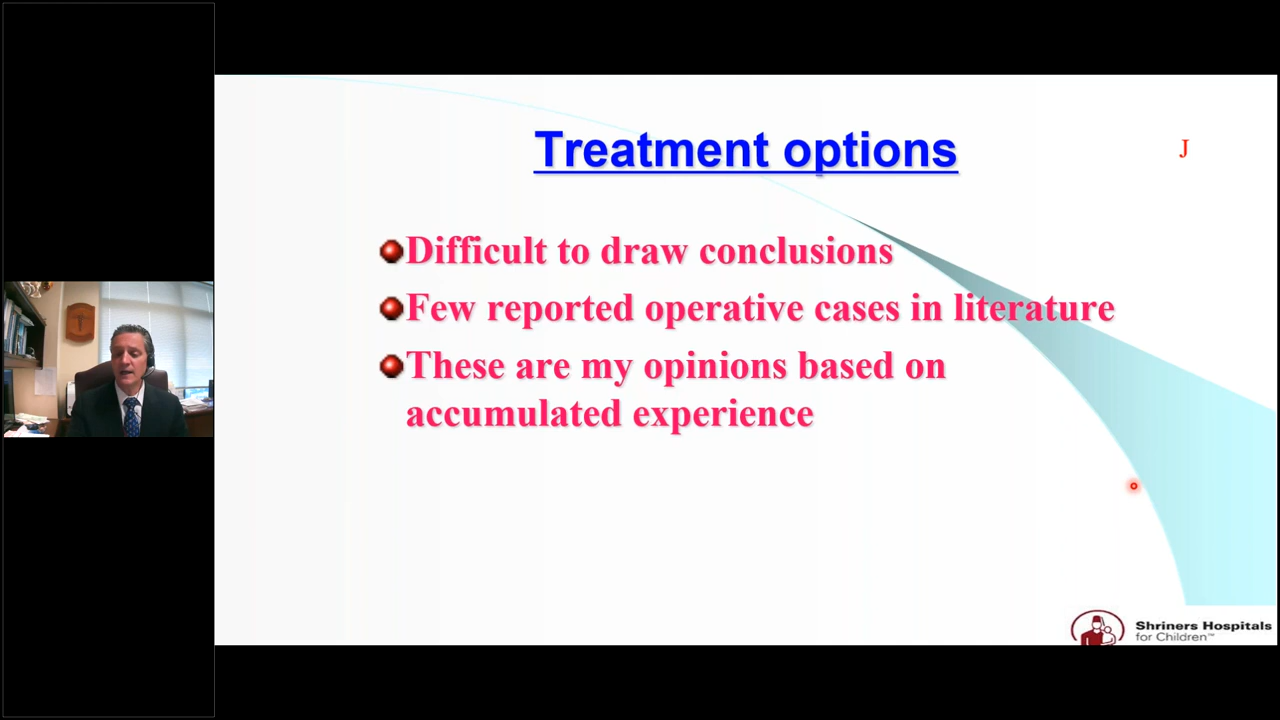 Treatment options
J
Difficult to draw conclusions
Few reported operative cases in literature
These are my opinions based on
accumulated experience
Shriners Hospitals
for Children™